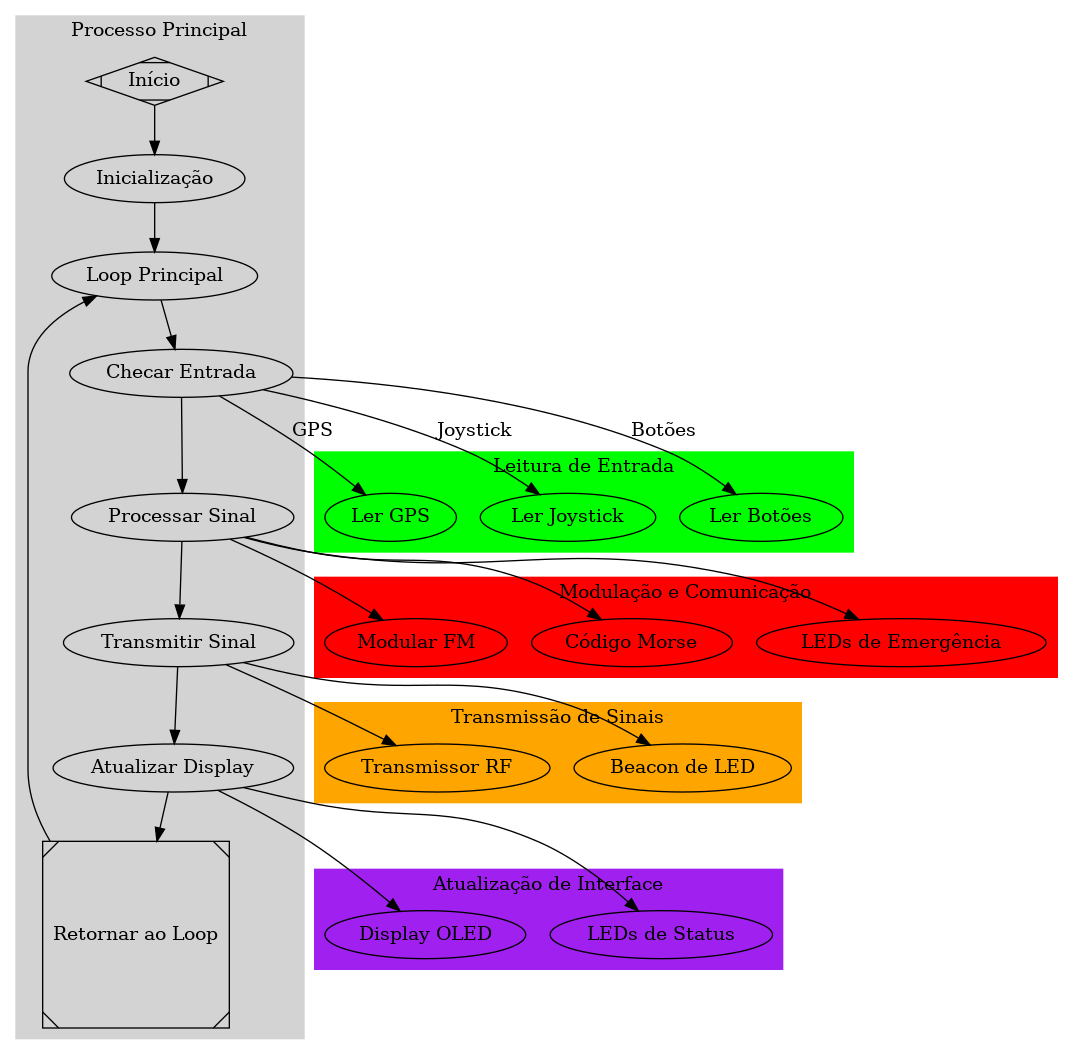 Processo Principal
Início
Inicialização
Loop Principal
Checar Entrada
GPS
Joystick
Botões
Leitura de Entrada
Processar Sinal
Ler GPS
Ler Joystick
Ler Botões
Modulação e Comunicação
Transmitir Sinal
Modular FM
Código Morse
LEDs de Emergência
Transmissão de Sinais
Atualizar Display
Transmissor RF
Beacon de LED
Atualização de Interface
Retornar ao Loop
Display OLED
LEDs de Status